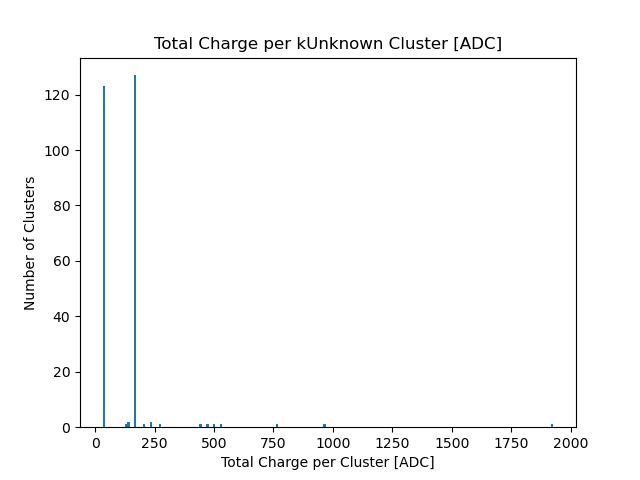 Total Charge per kUnknown Cluster [ADC]
Number of Clusters
120
100
80
60
40
20
0
0 250 500 750 1000 1250 1500 1750 2000
Total Charge per Cluster [ADC]